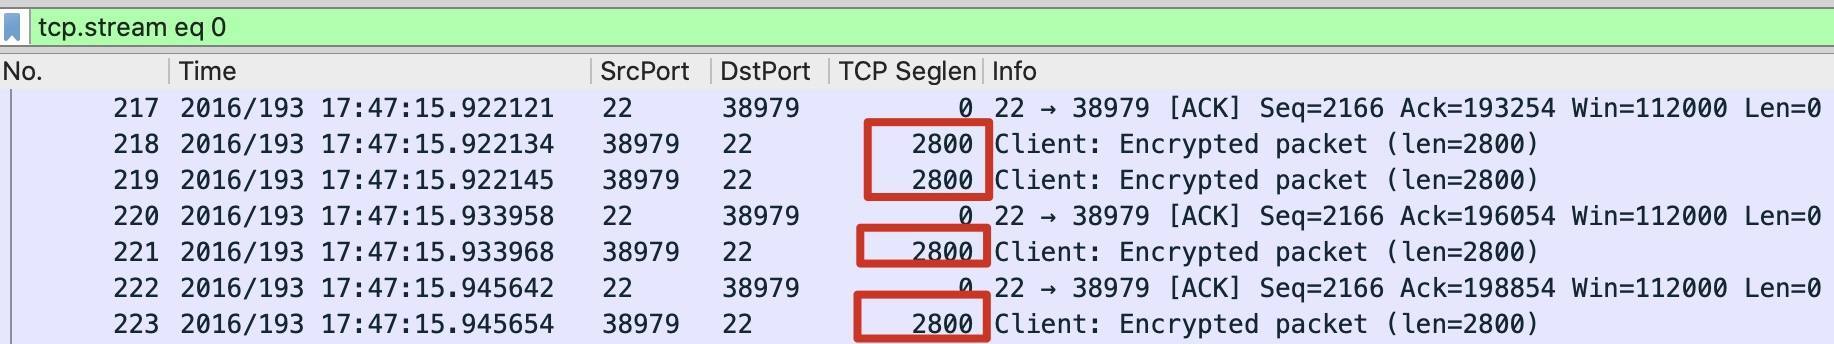 tcp.stream eq 0
No. Time SrcPort DstPort TCP Seglen Info
217 2016/193 17:47:15.922121 22 38979 0 22 → 38979 [ACK] Seq=2166 Ack=193254 Win=112000 Len=0
218 2016/193 17:47:15.922134 38979 22 2800 Client: Encrypted packet (len=2800)
219 2016/193 17:47:15.922145 38979 22 2800 Client: Encrypted packet (len=2800)
220 2016/193 17:47:15.933958 22 38979 0 22 → 38979 [ACK] Seq=2166 Ack=196054 Win=112000 Len=0
221 2016/193 17:47:15.933968 38979 22 2800 Client: Encrypted packet (len=2800)
222 2016/193 17:47:15.945642 22 38979 0 22 → 38979 [ACK] Seq=2166 Ack=198854 Win=112000 Len=0
223 2016/193 17:47:15.945654 38979 22 2800 Client: Encrypted packet (len=2800)